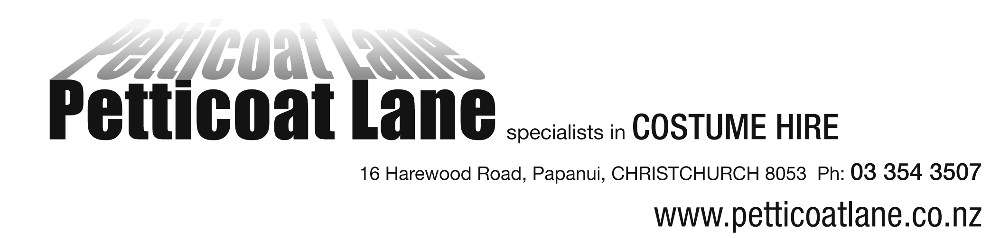 Petticoat Lane
Petticoat Lane specialists in COSTUME HIRE
16 Harewood Road, Papanui, CHRISTCHURCH 8053 Ph: 03 354 3507
www.petticoatlane.co.nz